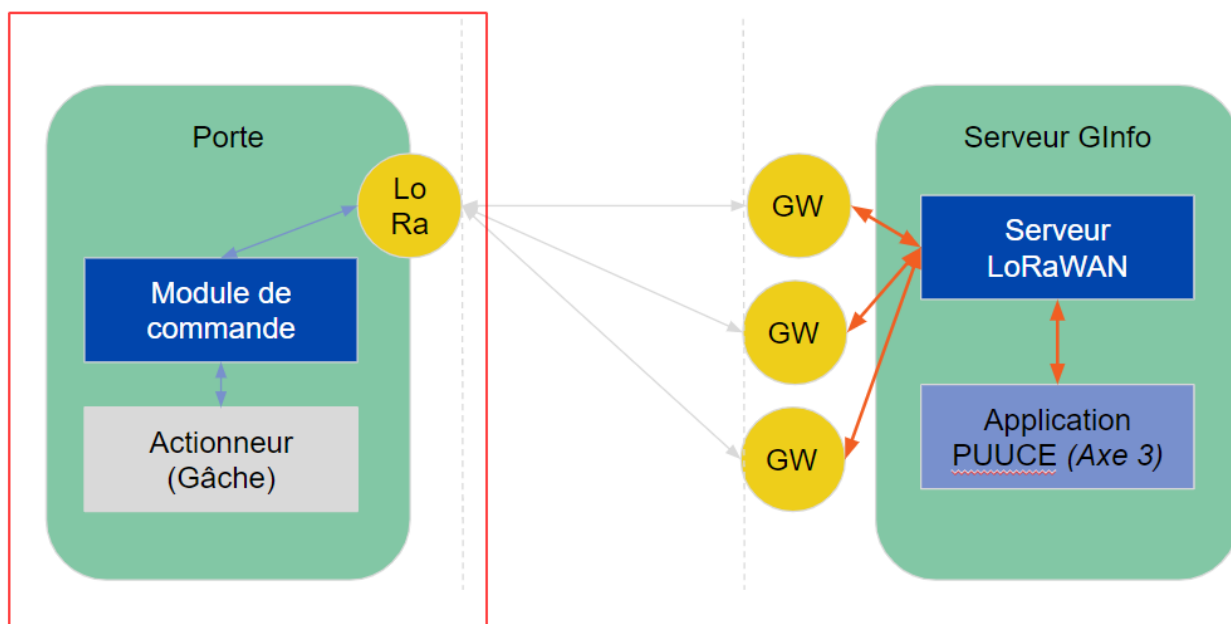 Porte
Lo
Ra
Module de
commande
Actionneur
(Gâche)
GW
GW
GW
Serveur GInfo
Serveur
LoRaWAN
Application
PUUCE (Axe 3)